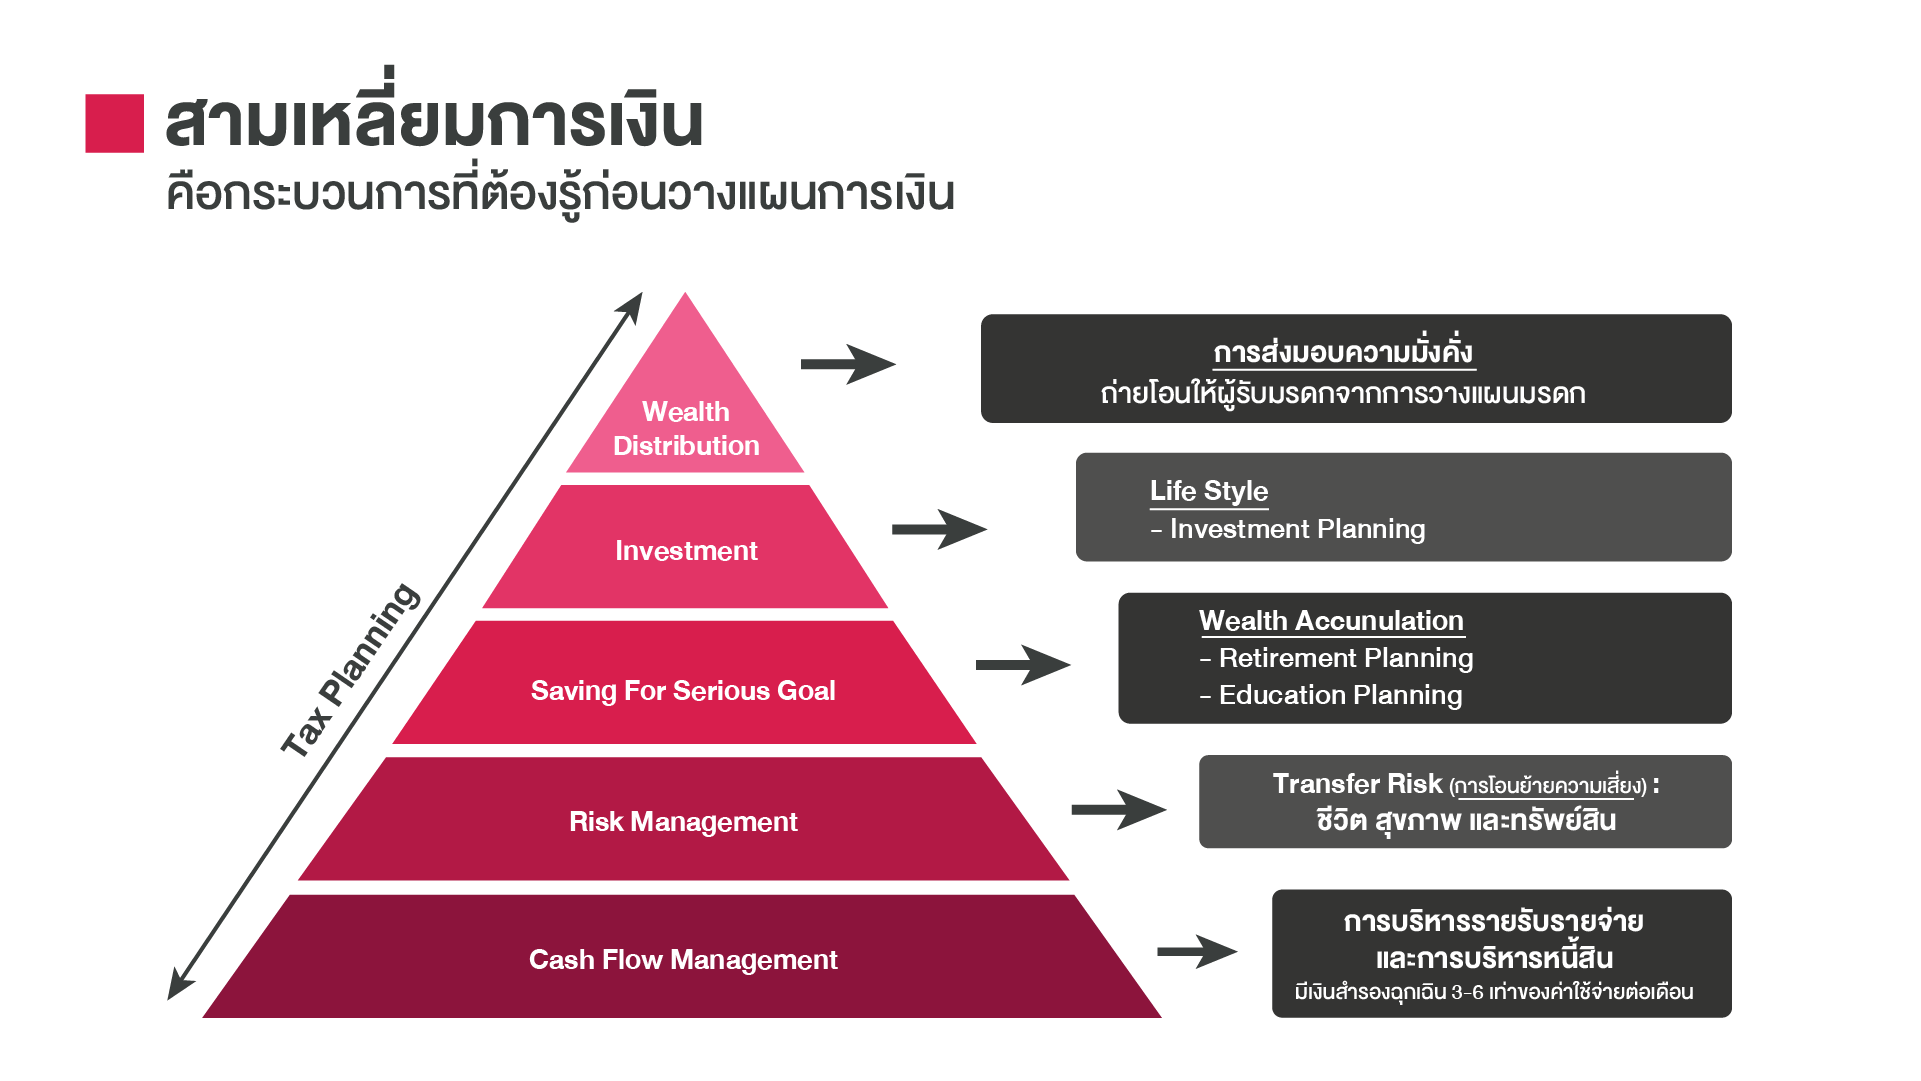 สามเหลี่ยมการเงิน
คือกระบวนการที่ต้องรู้ก่อนวางแผนการเงิน
Tax Planning
Wealth
Distribution
การส่งมอบความมั่งคั่ง
ถ่ายโอนให้ผู้รับมรดกจากการวางแผนมรดก
Investment
Life Style
- Investment Planning
Saving For Serious Goal
Wealth Accunulation
- Retirement Planning
- Education Planning
Risk Management
Transfer Risk (การโอนย้ายความเสี่ยง) :
ชีวิต สุขภาพ และทรัพย์สิน
Cash Flow Management
การบริหารรายรับรายจ่าย
และการบริหารหนี้สิน
มีเงินสำรองฉุกเฉิน 3-6 เท่าของค่าใช้จ่ายต่อเดือน